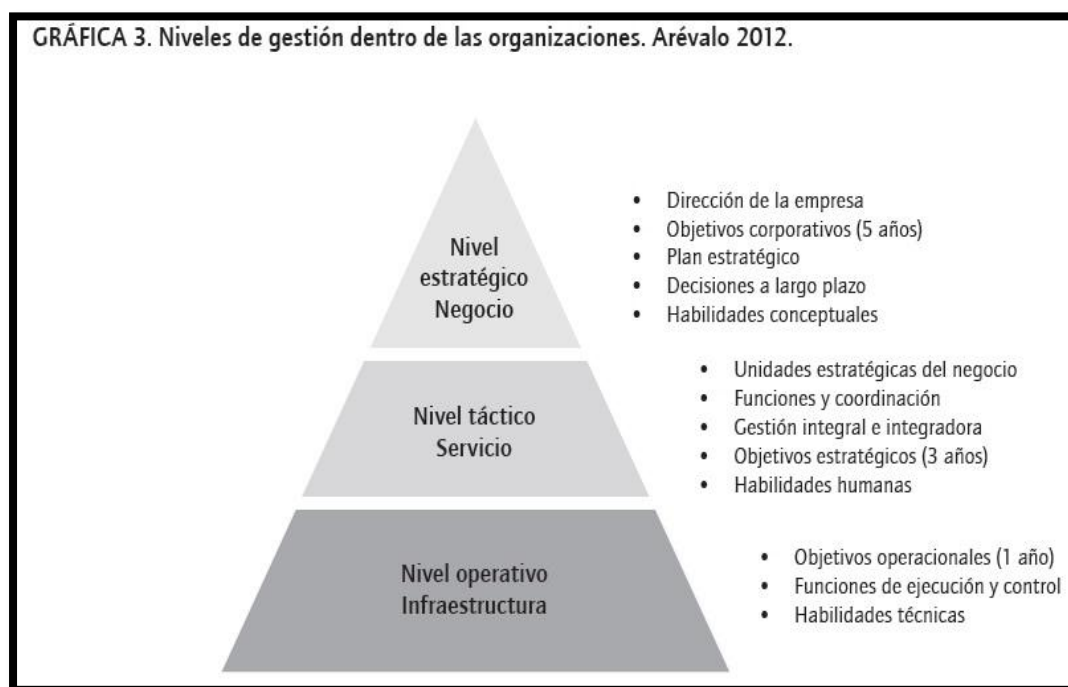 GRÁFICA 3. Niveles de gestión dentro de las organizaciones. Arévalo 2012.
Nivel
estratégico
Negocio
• Dirección de la empresa
• Objetivos corporativos (5 años)
• Plan estratégico
• Decisiones a largo plazo
• Habilidades conceptuales
Nivel táctico
Servicio
• Unidades estratégicas del negocio
• Funciones y coordinación
• Gestión integral e integradora
• Objetivos estratégicos (3 años)
• Habilidades humanas
Nivel operativo
Infraestructura
• Objetivos operacionales (1 año)
• Funciones de ejecución y control
• Habilidades técnicas